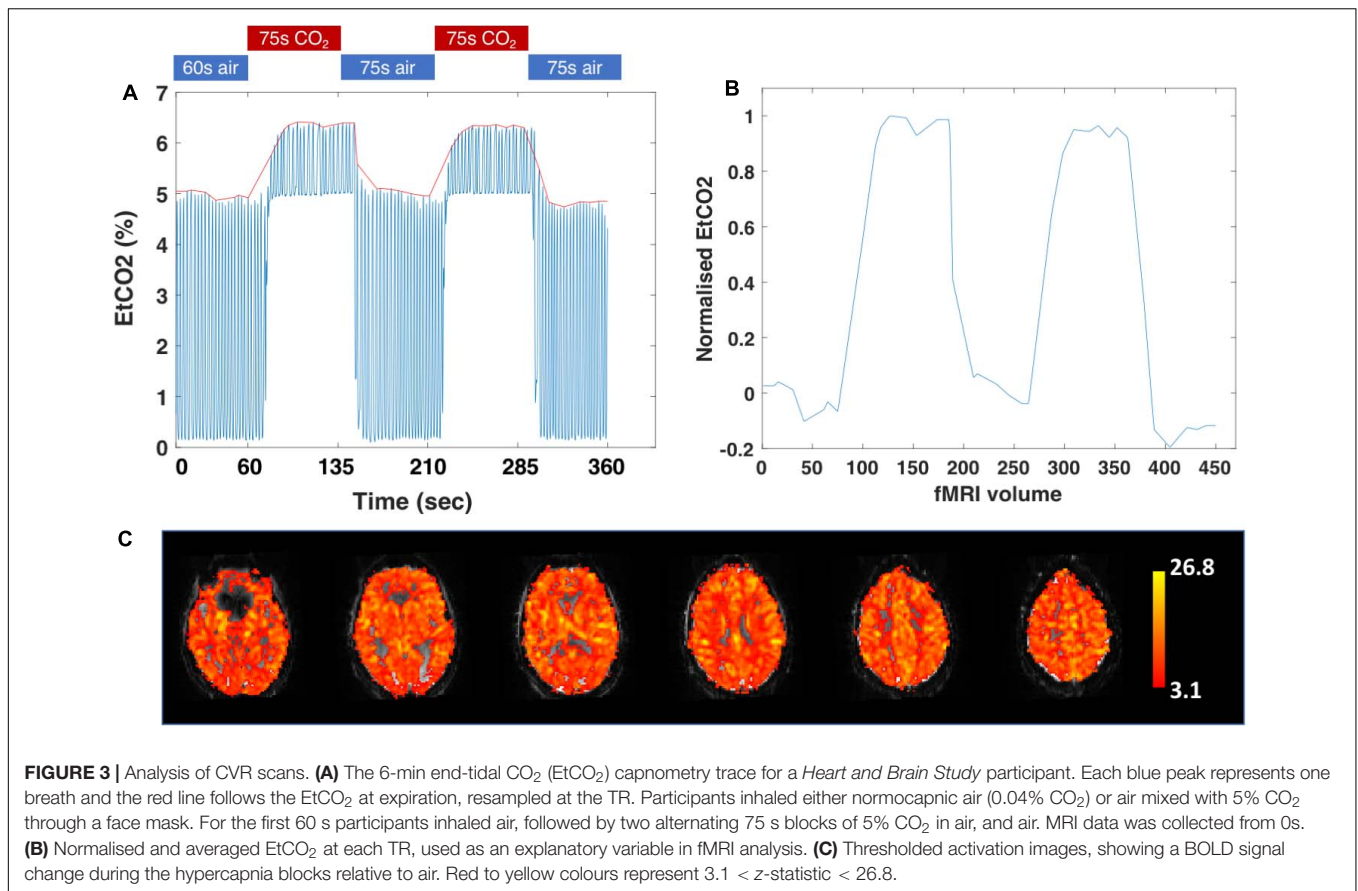 75s CO₂ 75s CO₂
60s air 75s air 75s air
A
7
6
5
4
3
2
1
0
EtCO2 (%)
0 60 135 210 285 360
Time (sec)
B
1
0.8
0.6
0.4
0.2
0
-0.2
Normalised EtCO2
0 50 100 150 200 250 300 350 400 450
fMRI volume
C
26.8
3.1
FIGURE 3 | Analysis of CVR scans. (A) The 6-min end-tidal CO₂ (EtCO₂) capnometry trace for a Heart and Brain Study participant. Each blue peak represents one
breath and the red line follows the EtCO₂ at expiration, resampled at the TR. Participants inhaled either normocapnic air (0.04% CO₂) or air mixed with 5% CO₂
through a face mask. For the first 60 s participants inhaled air, followed by two alternating 75 s blocks of 5% CO₂ in air, and air. MRI data was collected from 0s.
(B) Normalised and averaged EtCO₂ at each TR, used as an explanatory variable in fMRI analysis. (C) Thresholded activation images, showing a BOLD signal
change during the hypercapnia blocks relative to air. Red to yellow colours represent 3.1 < z-statistic < 26.8.